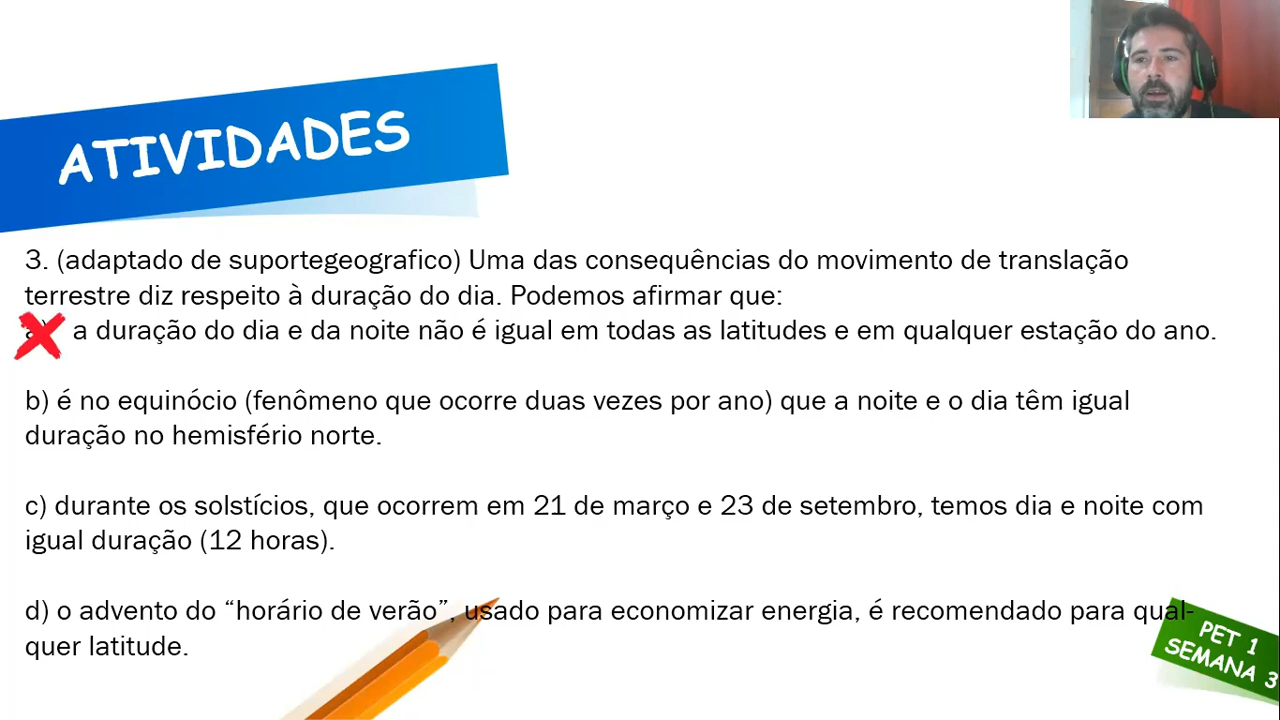 ATIVIDADES
3. (adaptado de suportegeografico) Uma das consequências do movimento de translação
terrestre diz respeito à duração do dia. Podemos afirmar que:
a duração do dia e da noite não é igual em todas as latitudes e em qualquer estação do ano.
b) é no equinócio (fenômeno que ocorre duas vezes por ano) que a noite e o dia têm igual
duração no hemisfério norte.
c) durante os solstícios, que ocorrem em 21 de março e 23 de setembro, temos dia e noite com
igual duração (12 horas).
d) o advento do “horário de verão”, usado para economizar energia, é recomendado para qual-
quer latitude.
PET 1
SEMANA 3